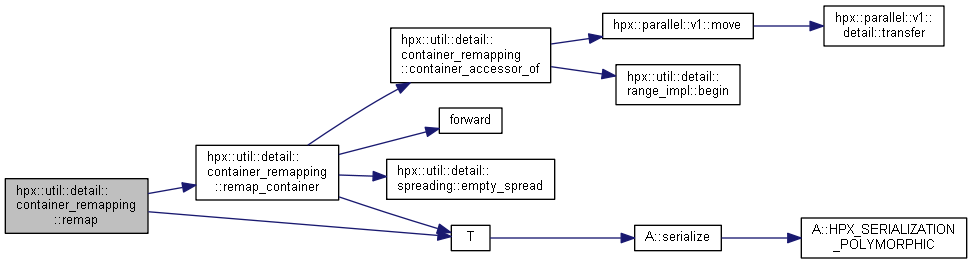 hpx::util::detail::
container_remapping
::remap
hpx::util::detail::
container_remapping
::remap_container
hpx::util::detail::
container_remapping
::container_accessor_of
hpx::parallel::v1::move
hpx::parallel::v1::
detail::transfer
hpx::util::detail::
range_impl::begin
forward
hpx::util::detail::
spreading::empty_spread
T
A::serialize
A::HPX_SERIALIZATION
_POLYMORPHIC